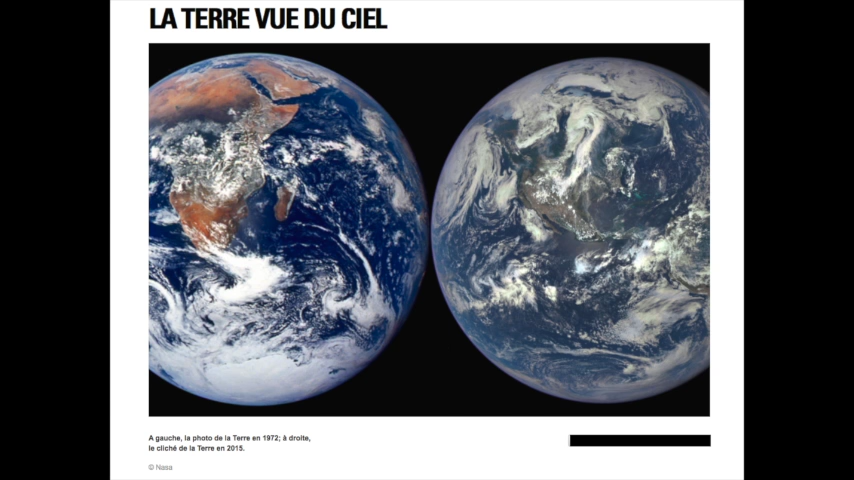 LA TERRE VUE DU CIEL
A gauche, la photo de la Terre en 1972; à droite,
le cliché de la Terre en 2015.
© Nasa